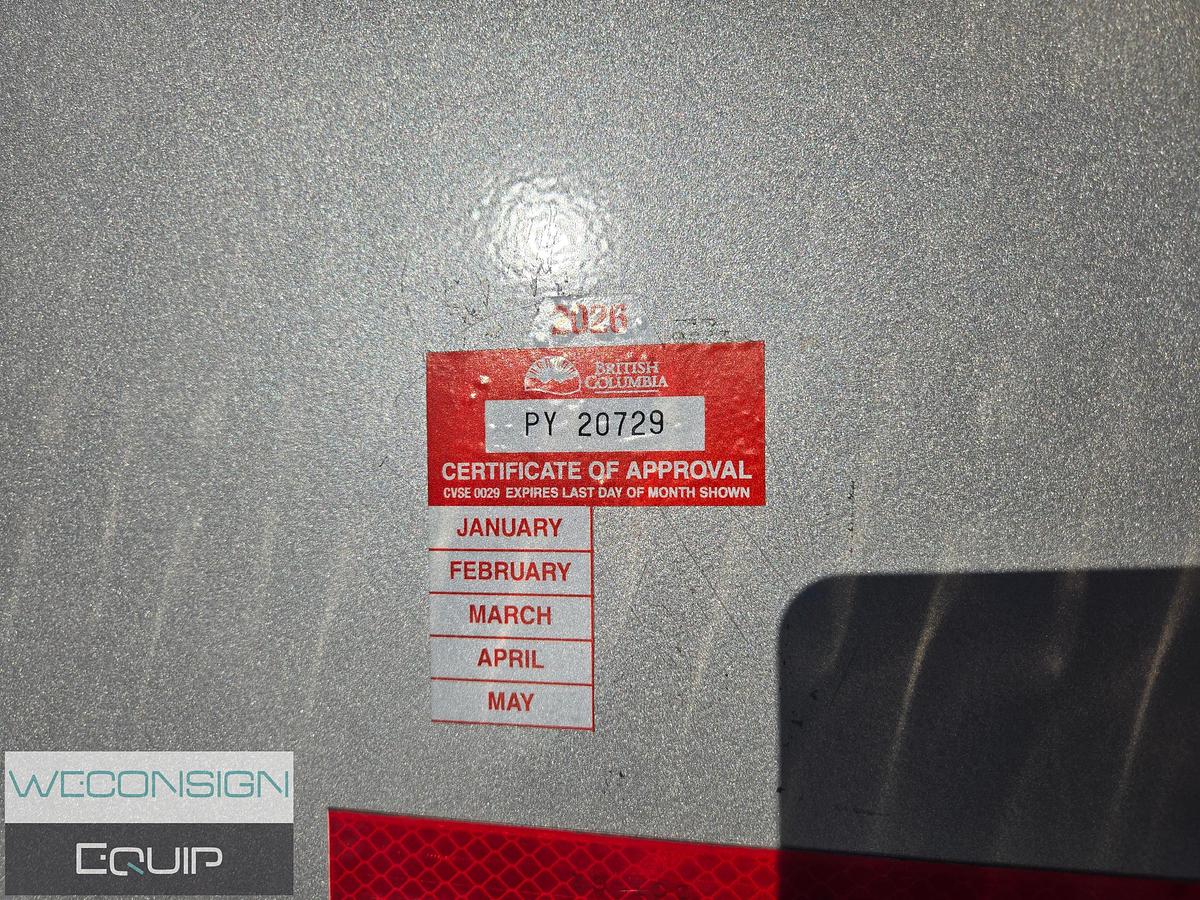 2026
BRITISH
COLUMBIA
PY 20729
CERTIFICATE OF APPROVAL
CVSE 0029 EXPIRES LAST DAY OF MONTH SHOWN
JANUARY
FEBRUARY
MARCH
APRIL
MAY
WECONSIGN
EQUIP